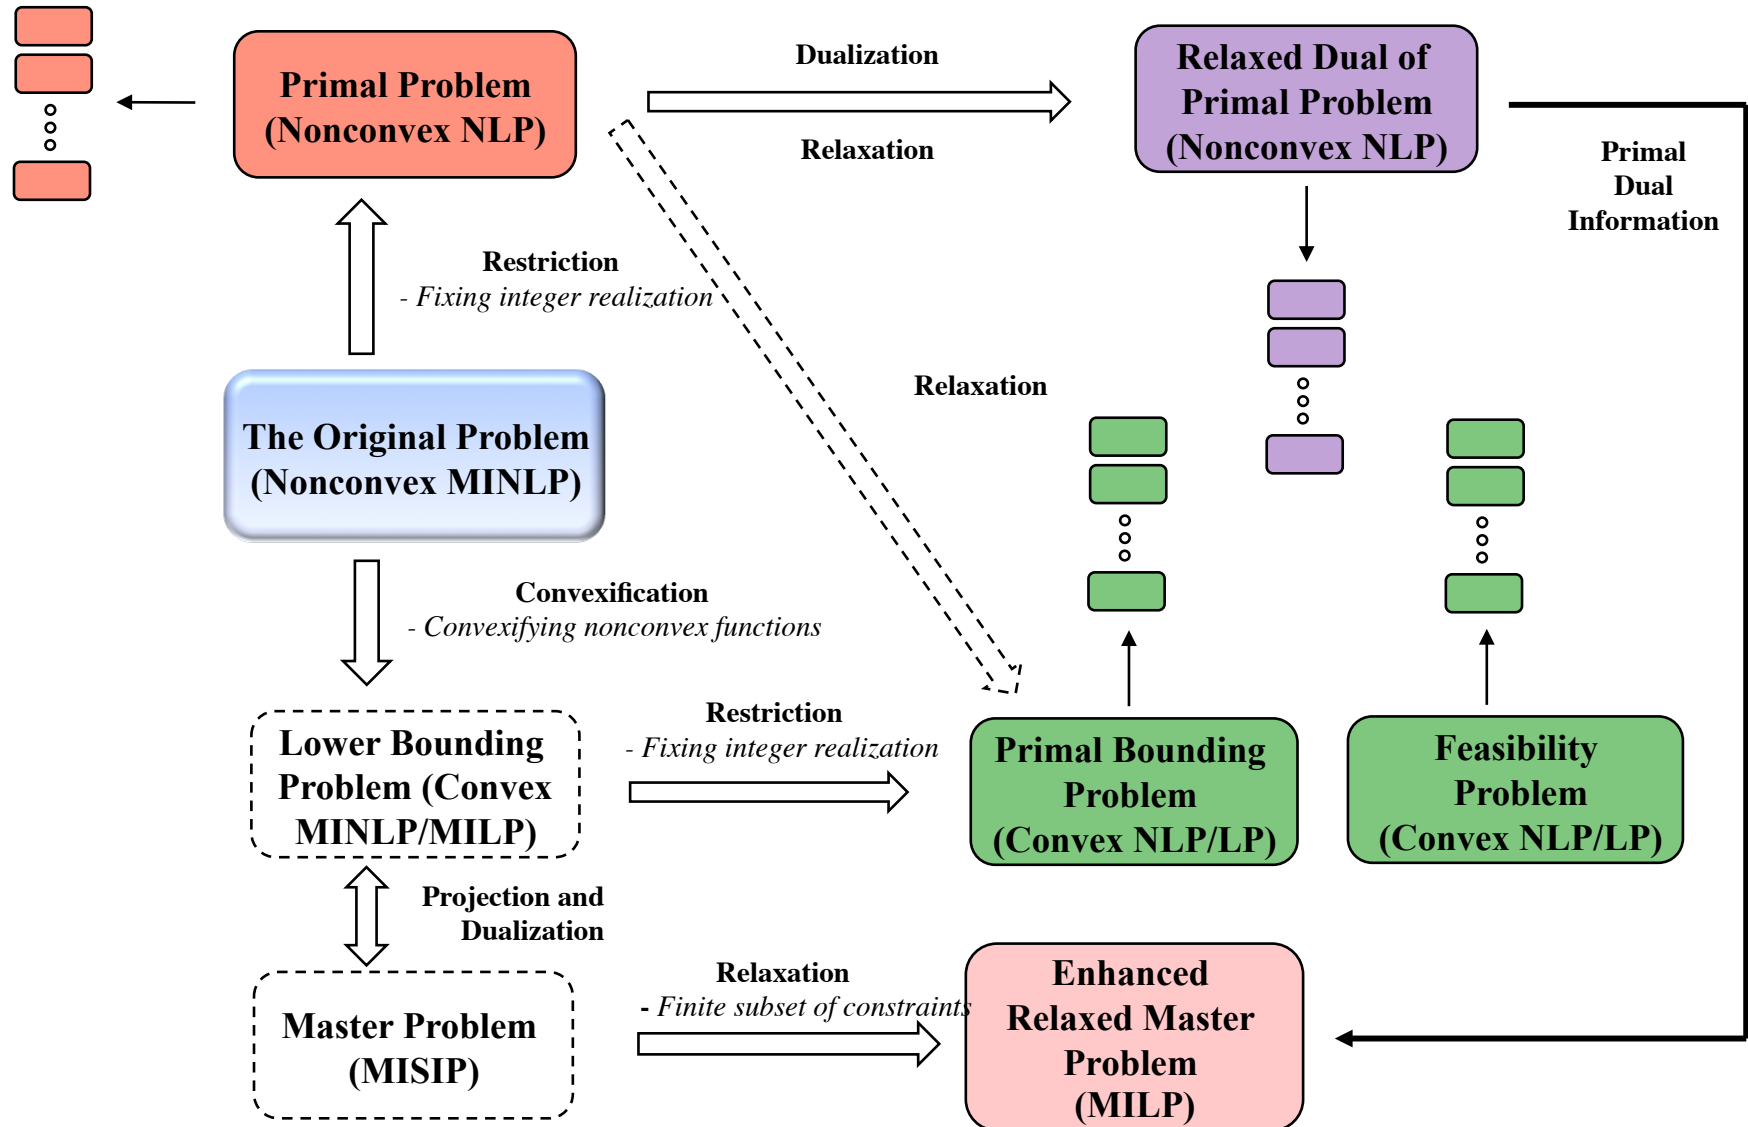 Primal Problem
(Nonconvex NLP)
Dualization
Relaxation
Relaxed Dual of
Primal Problem
(Nonconvex NLP)
Primal
Dual
Information
Restriction
- Fixing integer realization
Relaxation
The Original Problem
(Nonconvex MINLP)
Convexification
- Convexifying nonconvex functions
Lower Bounding
Problem (Convex
MINLP/MILP)
Restriction
- Fixing integer realization
Primal Bounding
Problem
(Convex NLP/LP)
Feasibility
Problem
(Convex NLP/LP)
Projection and
Dualization
Master Problem
(MISIP)
Relaxation
- Finite subset of constraints
Enhanced
Relaxed Master
Problem
(MILP)